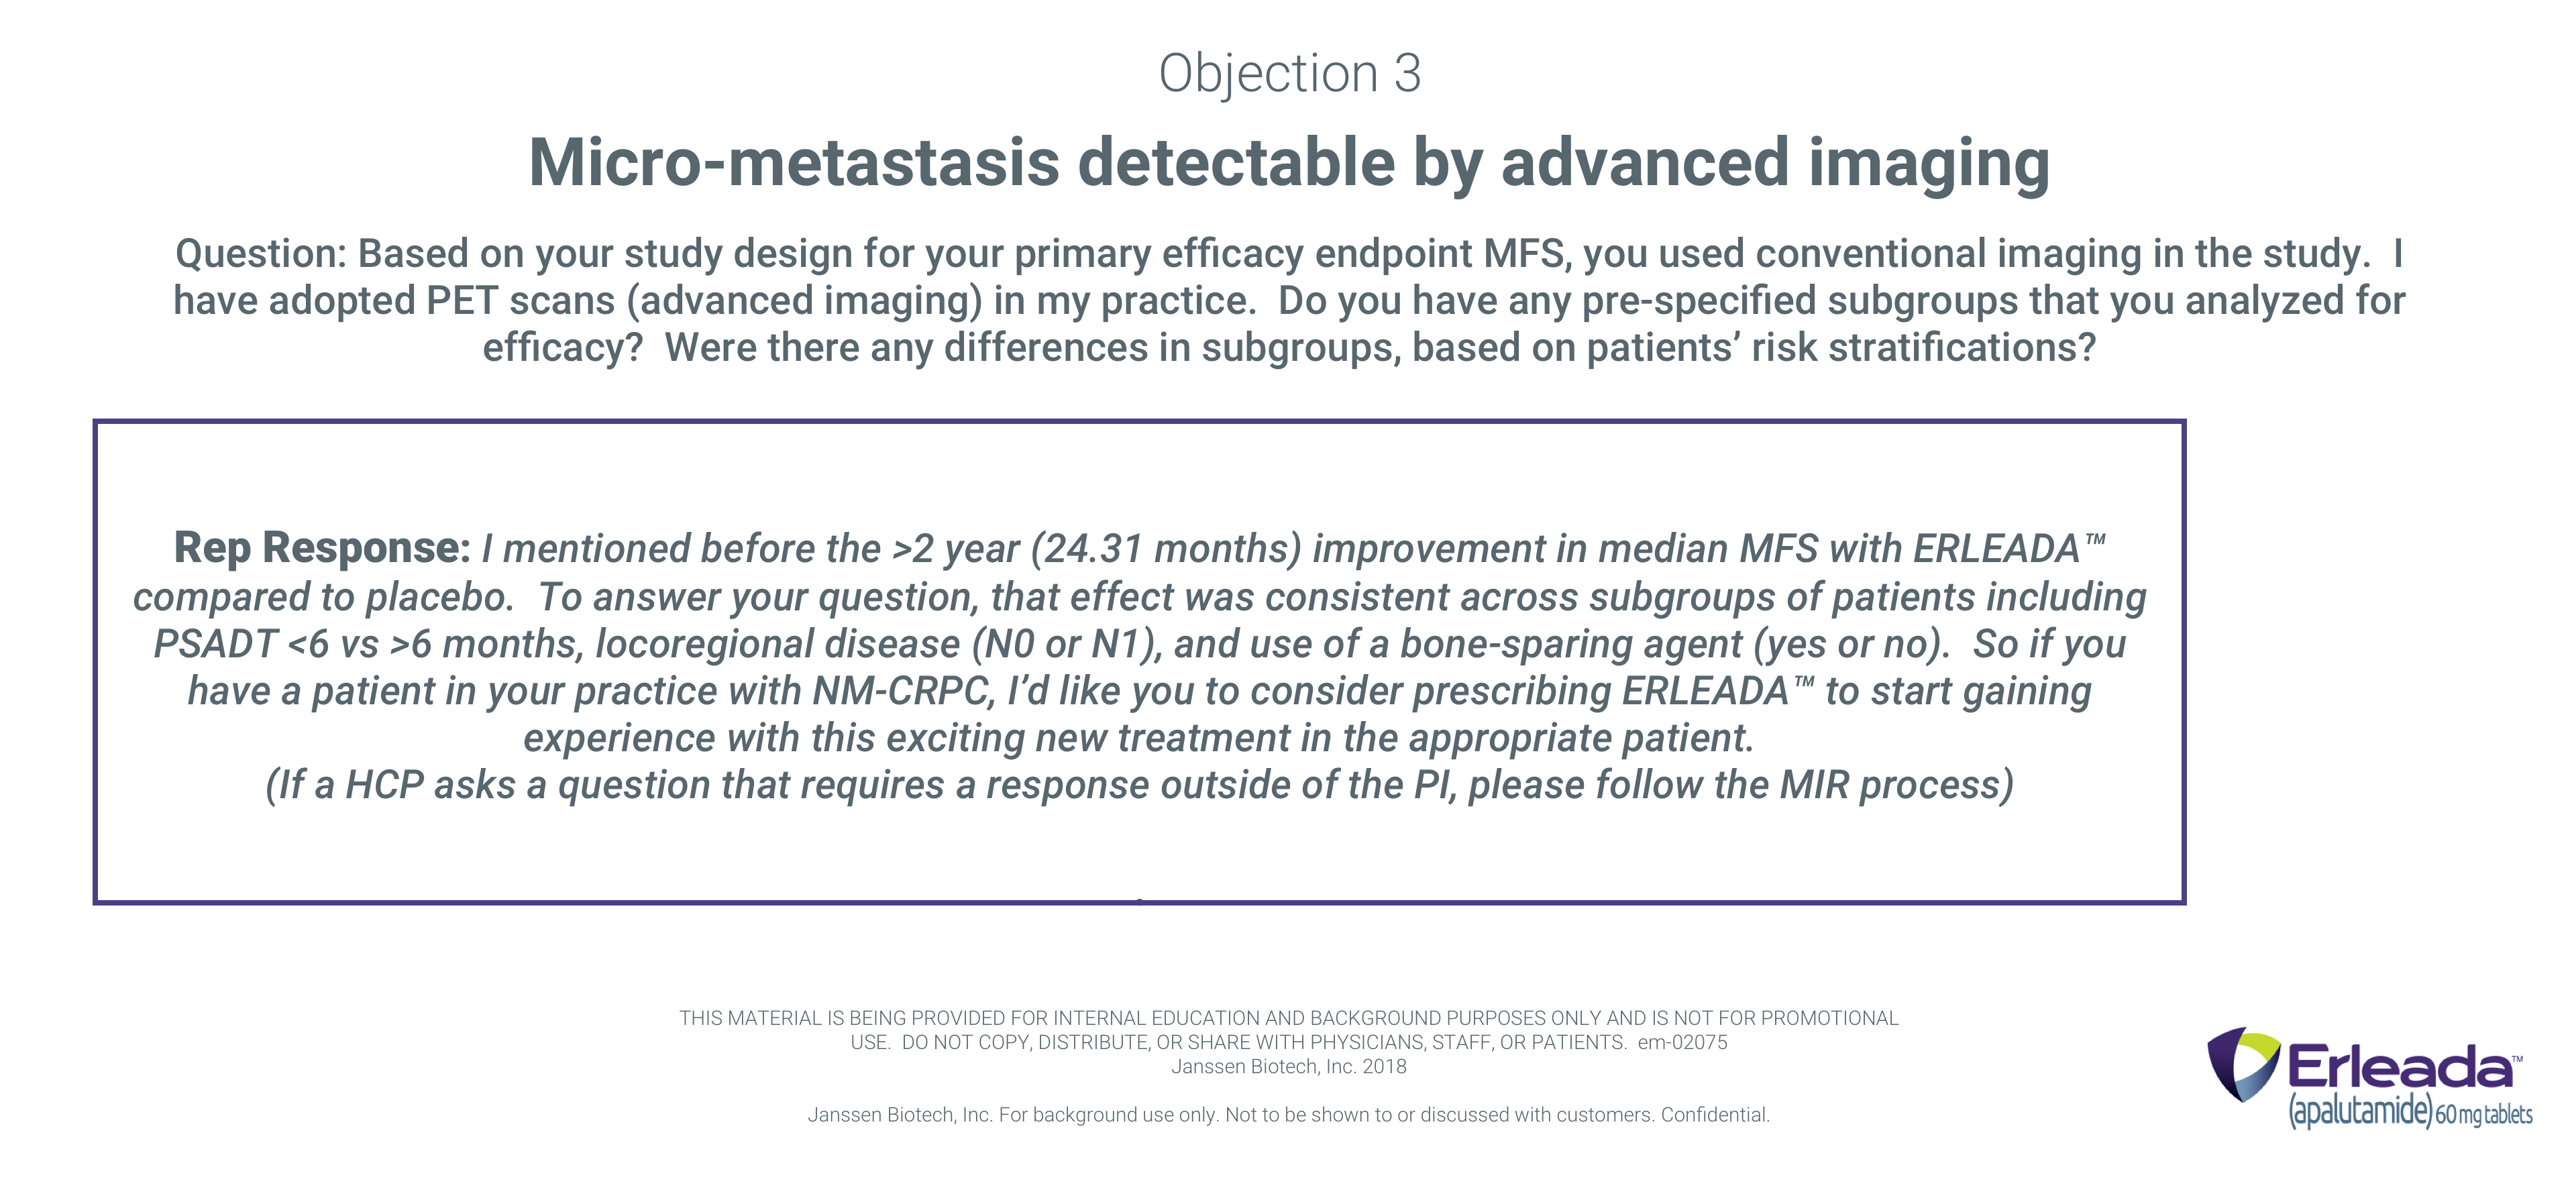 Objection 3
Micro-metastasis detectable by advanced imaging
Question: Based on your study design for your primary efficacy endpoint MFS, you used conventional imaging in the study.  I
have adopted PET scans (advanced imaging) in my practice.  Do you have any pre-specified subgroups that you analyzed for
efficacy?  Were there any differences in subgroups, based on patients’ risk stratifications?
Rep Response: I mentioned before the >2 year (24.31 months) improvement in median MFS with ERLEADA™
compared to placebo.  To answer your question, that effect was consistent across subgroups of patients including
PSADT <6 vs >6 months, locoregional disease (N0 or N1), and use of a bone-sparing agent (yes or no).  So if you
have a patient in your practice with NM-CRPC, I’d like you to consider prescribing ERLEADA™ to start gaining
experience with this exciting new treatment in the appropriate patient.
(If a HCP asks a question that requires a response outside of the PI, please follow the MIR process)
THIS MATERIAL IS BEING PROVIDED FOR INTERNAL EDUCATION AND BACKGROUND PURPOSES ONLY AND IS NOT FOR PROMOTIONAL
USE.  DO NOT COPY, DISTRIBUTE, OR SHARE WITH PHYSICIANS, STAFF, OR PATIENTS.  em-02075
Janssen Biotech, Inc. 2018
Janssen Biotech, Inc. For background use only. Not to be shown to or discussed with customers. Confidential.
Erleada™
(apalutamide) 60 mg tablets